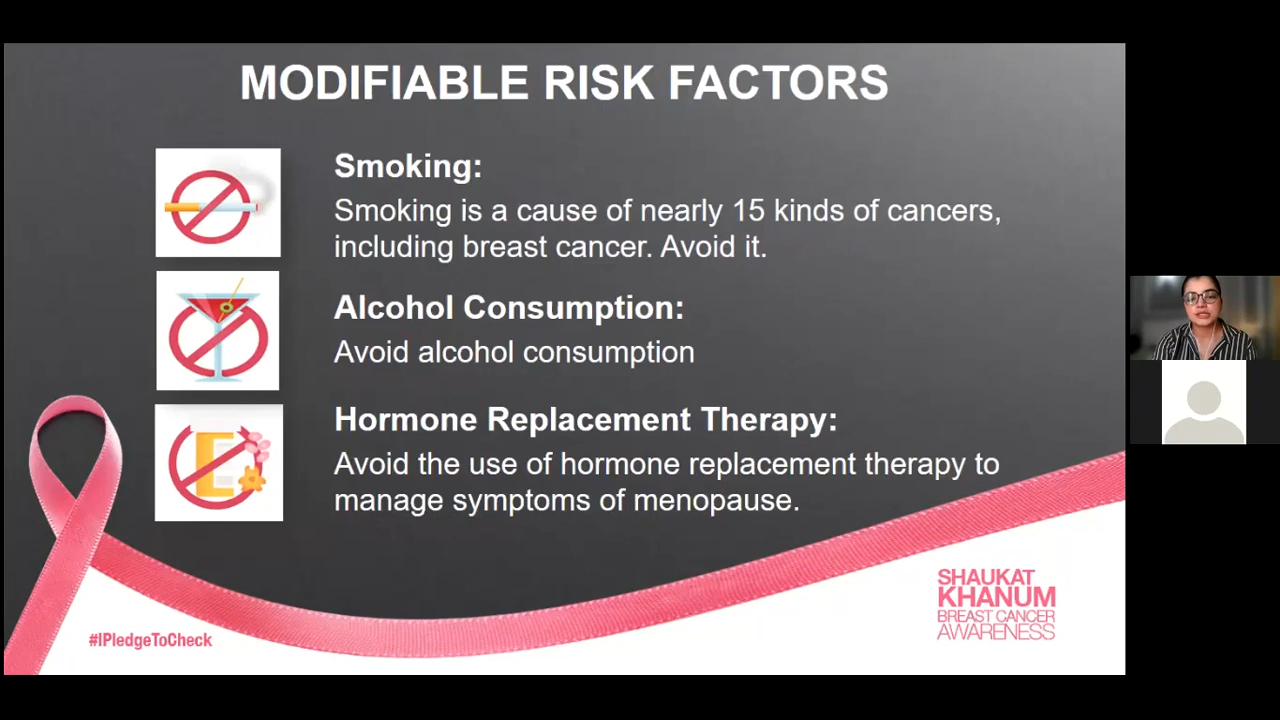 MODIFIABLE RISK FACTORS
Smoking:
Smoking is a cause of nearly 15 kinds of cancers,
including breast cancer. Avoid it.
Alcohol Consumption:
Avoid alcohol consumption
E
Hormone Replacement Therapy:
Avoid the use of hormone replacement therapy to
manage symptoms of menopause.
#IPledgeToCheck
SHAUKAT
KHANUM
BREAST CANCER
AWARENESS